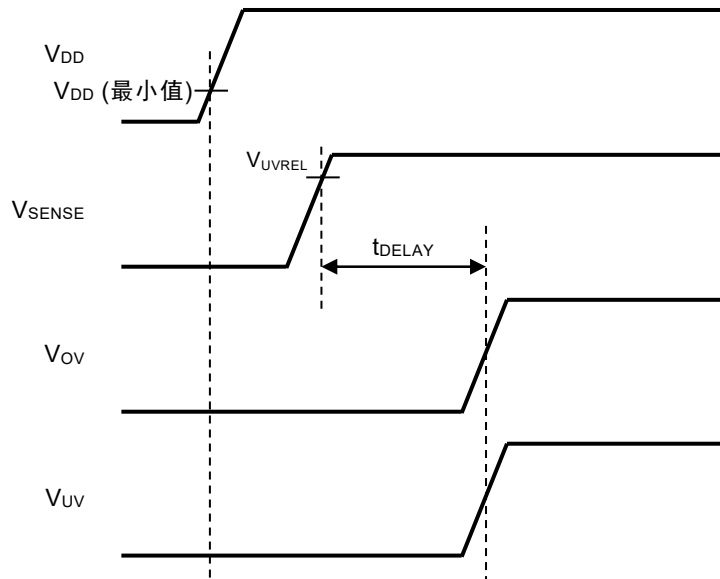 VDD
VDD (最小值)
VUVREL
VSENSE
tDELAY
VOV
VUV